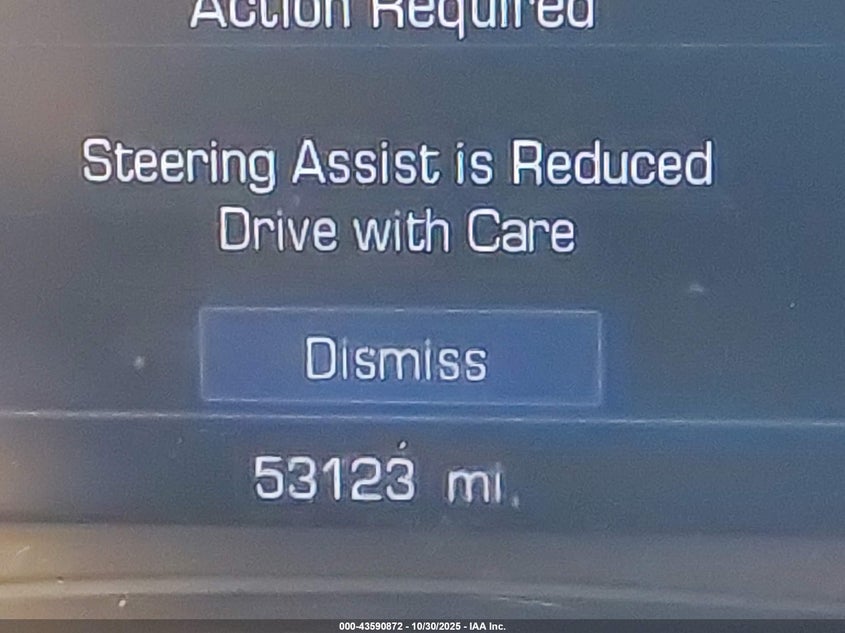 Action Required
Steering Assist is Reduced
Drive with Care
Dismiss
53123 mi.
000-43590872 - 10/30/2025 - IAA Inc.